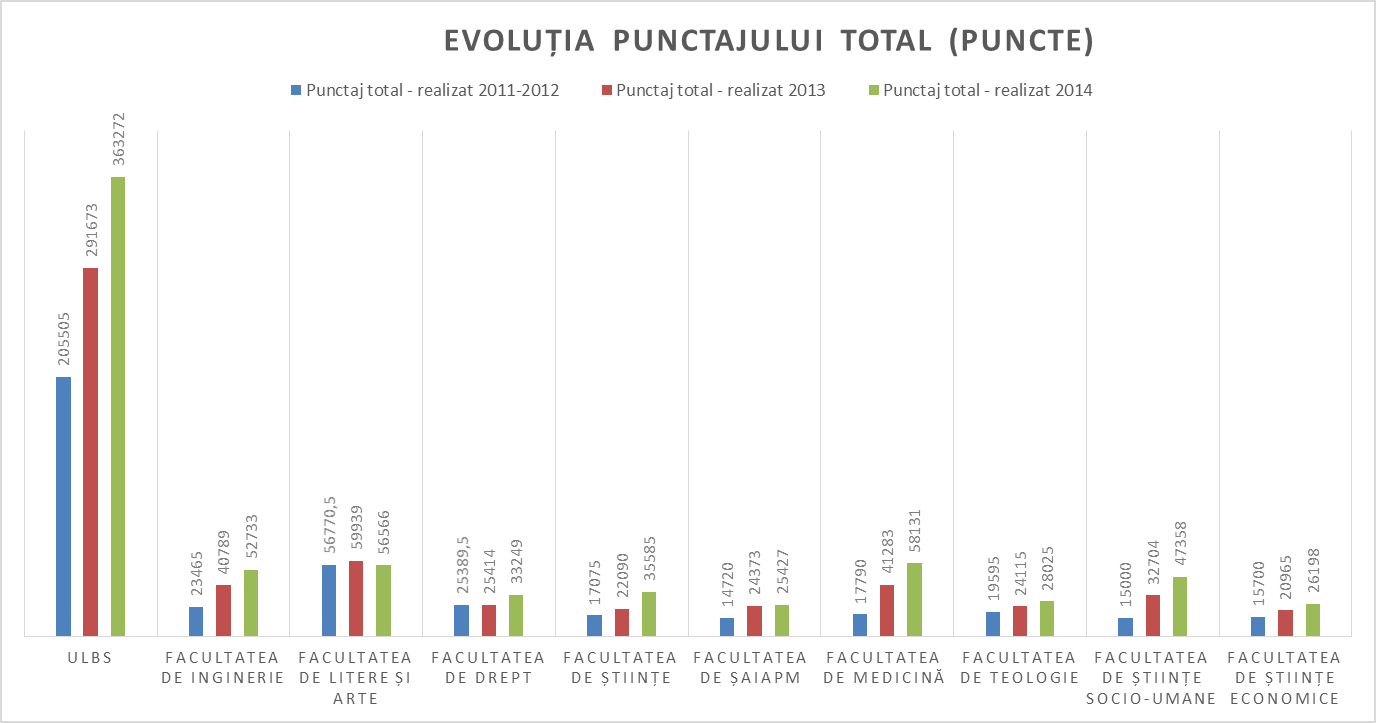 EVOLUȚIA PUNCTAJULUI TOTAL (PUNCTE)
Punctaj total - realizat 2011-2012
Punctaj total - realizat 2013
Punctaj total - realizat 2014
205505
291673
363272
23465
40789
52733
56770,5
59939
56566
25389,5
25414
33249
17075
22090
35585
14720
24373
25427
17790
41283
58131
19595
24115
28025
15000
32704
47358
15700
20965
26198
ULBS
FACULTATEA
DE INGINERIE
FACULTATEA
DE LITERE ȘI
ARTE
FACULTATEA
DE DREPT
FACULTATEA
DE ȘTIINȚE
FACULTATEA
DE ȘAIAPM
FACULTATEA
DE MEDICINĂ
FACULTATEA
DE TEOLOGIE
FACULTATEA
DE ȘTIINȚE
SOCIO-UMANE
FACULTATEA
DE ȘTIINȚE
ECONOMICE